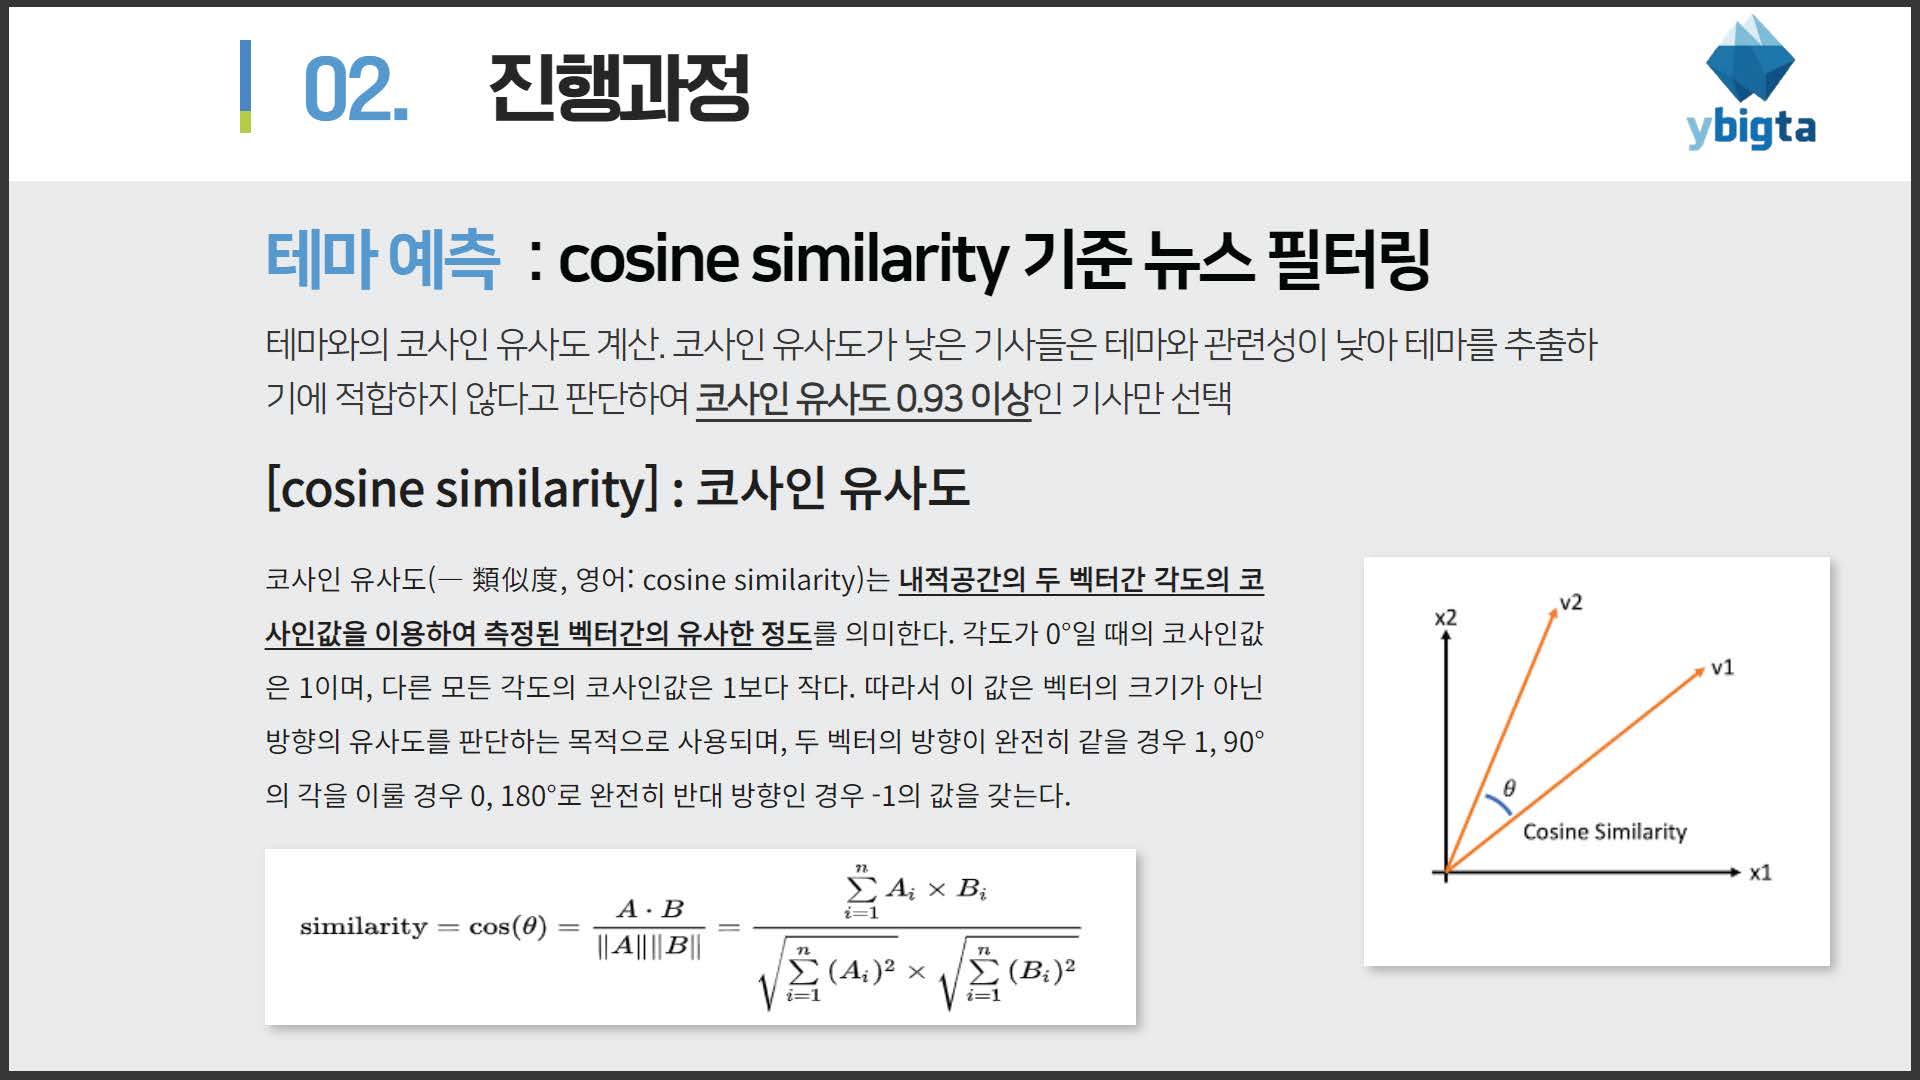 02. 진행과정
ybigta
테마 예측 : cosine similarity 기준 뉴스 필터링
테마와의 코사인 유사도 계산. 코사인 유사도가 낮은 기사들은 테마와 관련성이 낮아 테마를 추출하
기에 적합하지 않다고 판단하여 코사인 유사도 0.93 이상인 기사만 선택
[cosine similarity] : 코사인 유사도
코사인 유사도(— 類似度, 영어: cosine similarity)는 내적공간의 두 벡터간 각도의 코
사인값을 이용하여 측정된 벡터간의 유사한 정도를 의미한다. 각도가 0°일 때의 코사인값
은 1이며, 다른 모든 각도의 코사인값은 1보다 작다. 따라서 이 값은 벡터의 크기가 아닌
방향의 유사도를 판단하는 목적으로 사용되며, 두 벡터의 방향이 완전히 같을 경우 1, 90°
의 각을 이룰 경우 0, 180°로 완전히 반대 방향인 경우 -1의 값을 갖는다.
similarity = cos(θ) = A · B / ‖A‖‖B‖ = ∑ i=1 n A_i × B_i / √(∑ i=1 n (A_i)²) × √(∑ i=1 n (B_i)²)
x2
v2
v1
θ
Cosine Similarity
x1